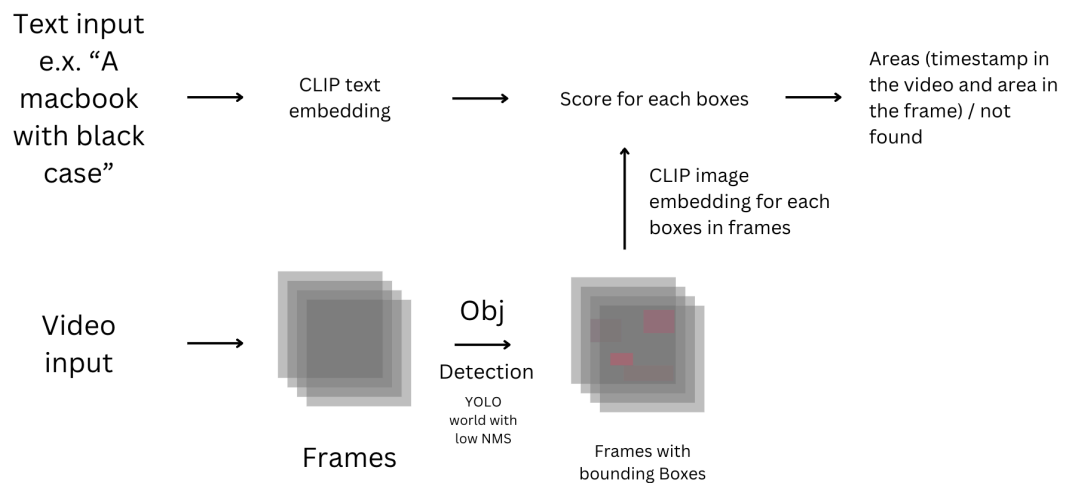 Text input
e.x. “A
macbook
with black
case”
CLIP text
embedding
Score for each boxes
Areas (timestamp in
the video and area in
the frame) / not
found
CLIP image
embedding for each
boxes in frames
Video
input
Frames
Obj
Detection
YOLO
world with
low NMS
Frames with
bounding Boxes